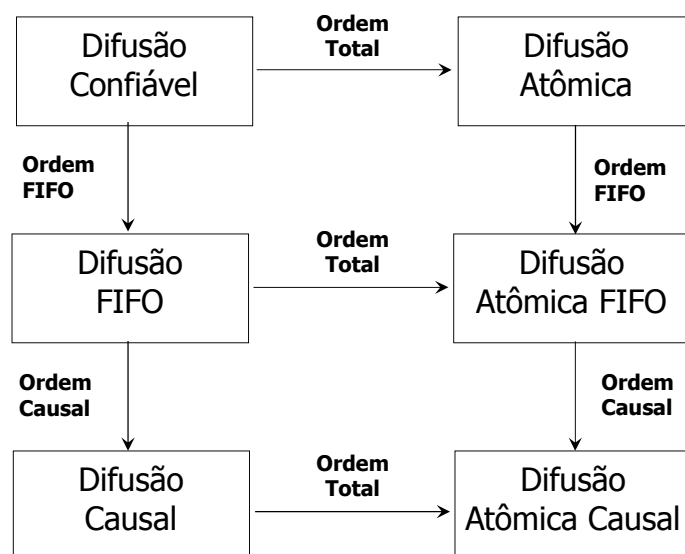 Difusão
Confiável
Ordem
Total
Difusão
Atômica
Ordem
FIFO
Ordem
FIFO
Difusão
FIFO
Ordem
Total
Difusão
Atômica FIFO
Ordem
Causal
Ordem
Causal
Difusão
Causal
Ordem
Total
Difusão
Atômica Causal